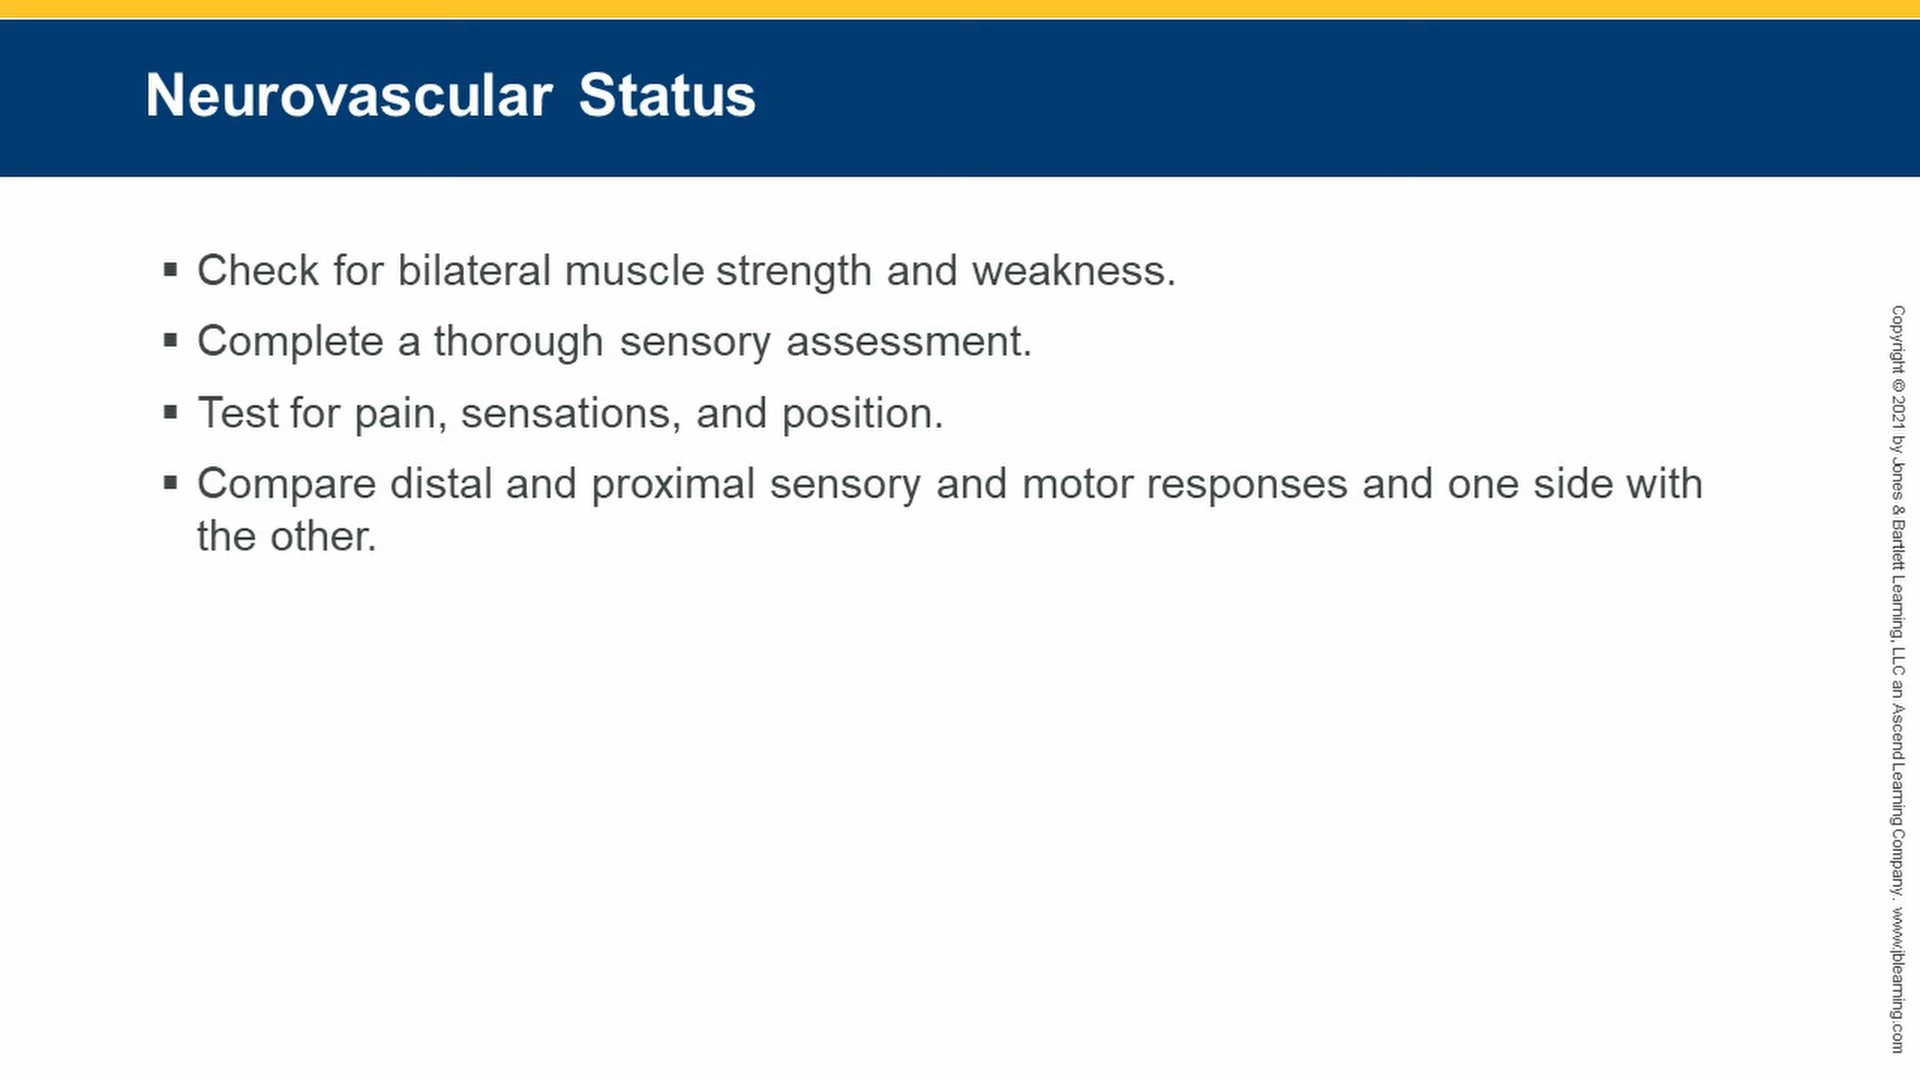 Neurovascular Status
▪ Check for bilateral muscle strength and weakness.
▪ Complete a thorough sensory assessment.
▪ Test for pain, sensations, and position.
▪ Compare distal and proximal sensory and motor responses and one side with
the other.
Copyright © 2021 by Jones & Bartlett Learning, LLC an Ascend Learning Company. www.jblearning.com